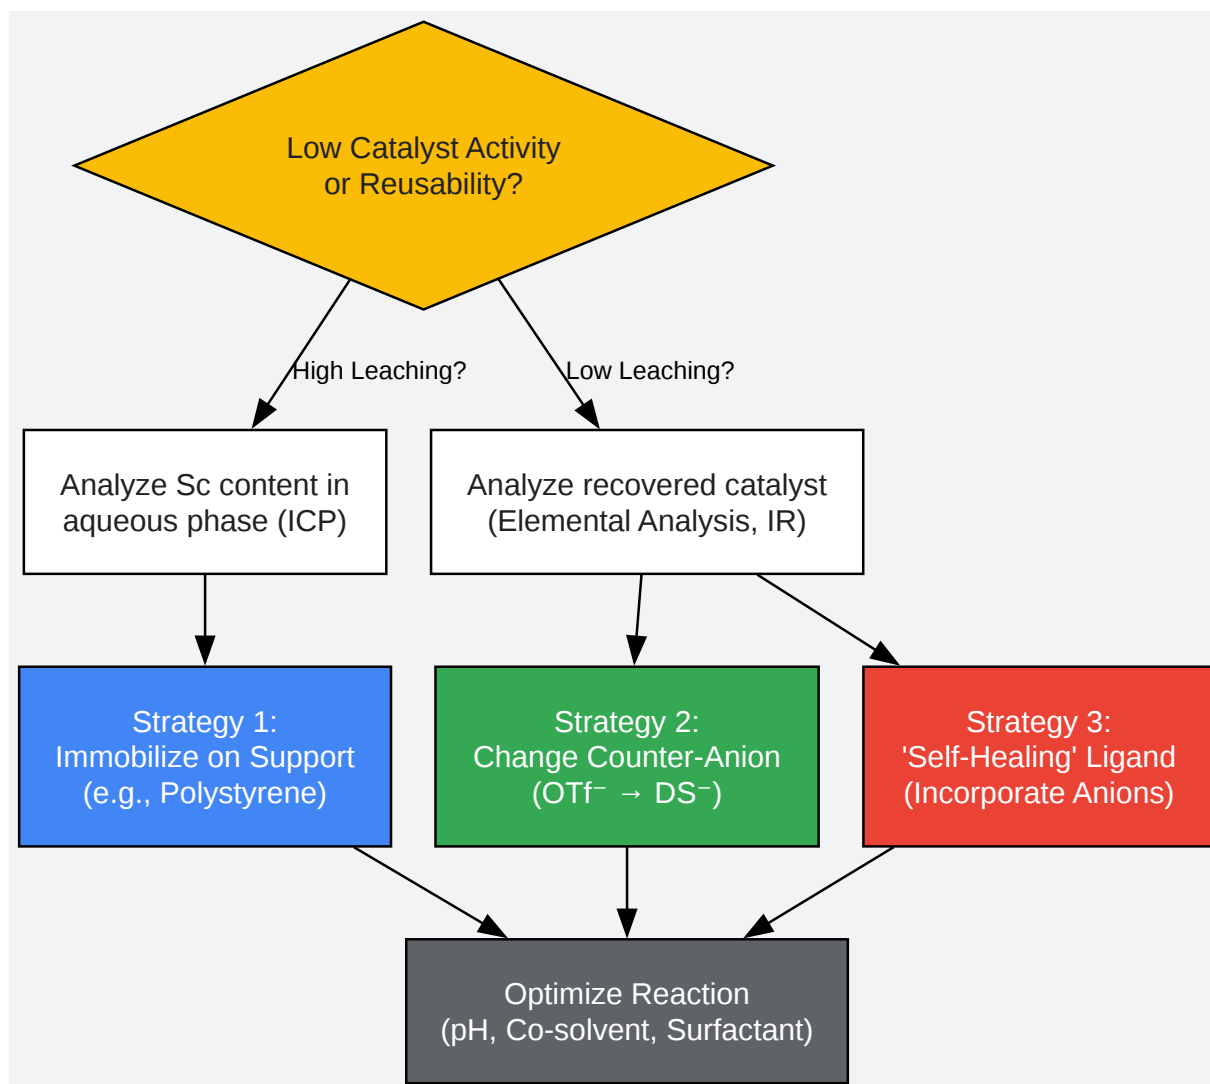 Low Catalyst Activity
or Reusability?
High Leaching?
Low Leaching?
Analyze Sc content in
aqueous phase (ICP)
Analyze recovered catalyst
(Elemental Analysis, IR)
Strategy 1:
Immobilize on Support
(e.g., Polystyrene)
Strategy 2:
Change Counter-Anion
(OTf⁻ → DS⁻)
Strategy 3:
'Self-Healing' Ligand
(Incorporate Anions)
Optimize Reaction
(pH, Co-solvent, Surfactant)